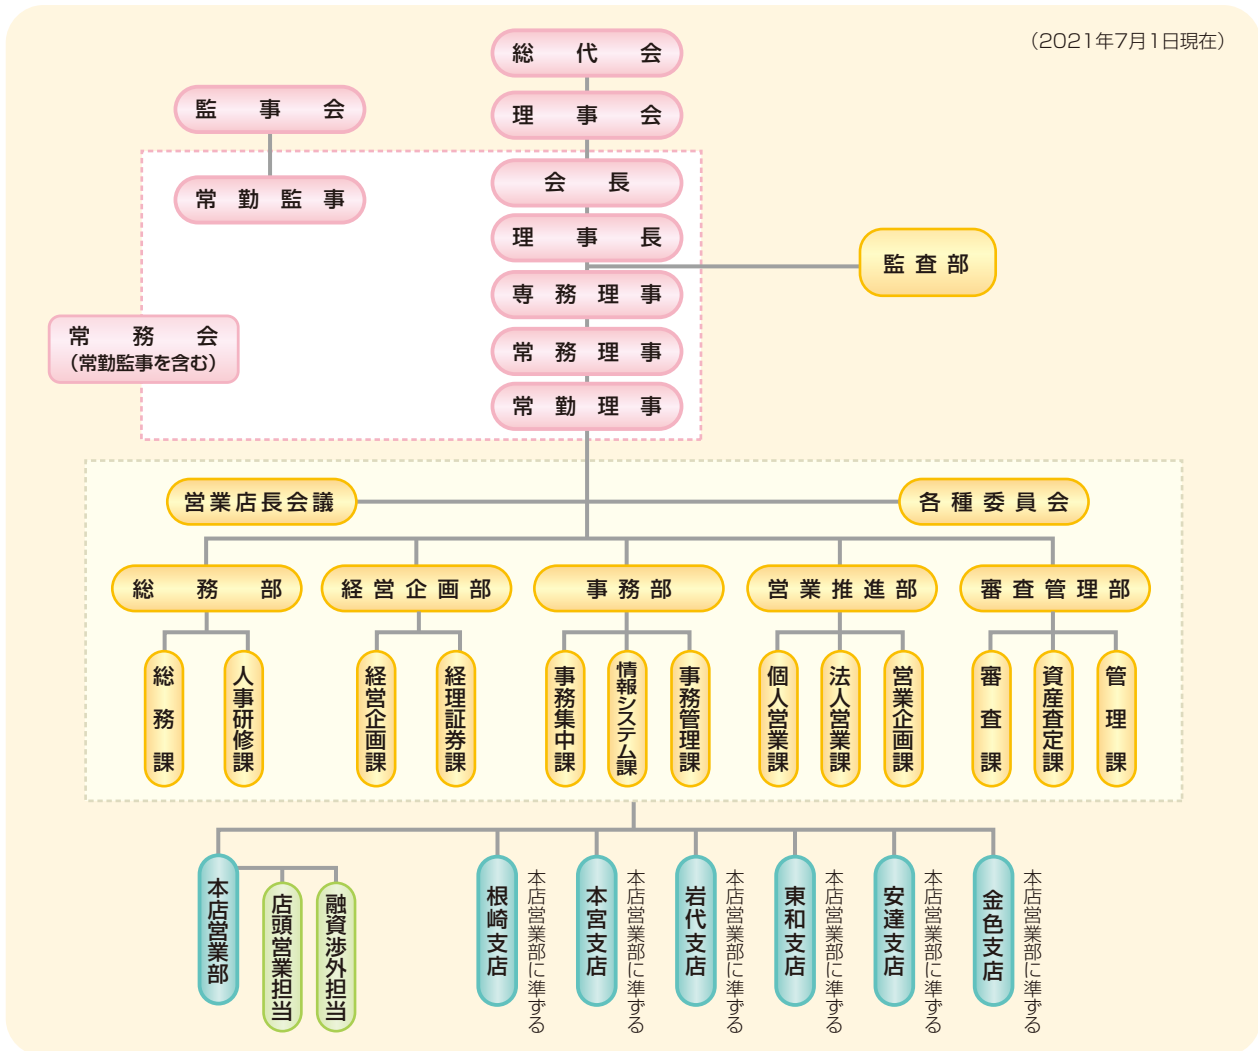 (2021年7月1日現在)
総代会
監事会
理事会
会長
常勤監事
理事長
監査部
専務理事
常務会
(常勤監事を含む)
常務理事
常勤理事
営業店長会議
各種委員会
総務部
経営企画部
事務部
営業推進部
審査管理部
総務課
人事研修課
経営企画課
経理証券課
事務集中課
情報システム課
事務管理課
個人営業課
法人営業課
営業企画課
審査課
資産査定課
管理課
本店営業部
店頭営業担当
融資渉外担当
根崎支店
本店営業部に準ずる
本宮支店
本店営業部に準ずる
岩代支店
本店営業部に準ずる
東和支店
本店営業部に準ずる
安達支店
本店営業部に準ずる
金色支店
本店営業部に準ずる